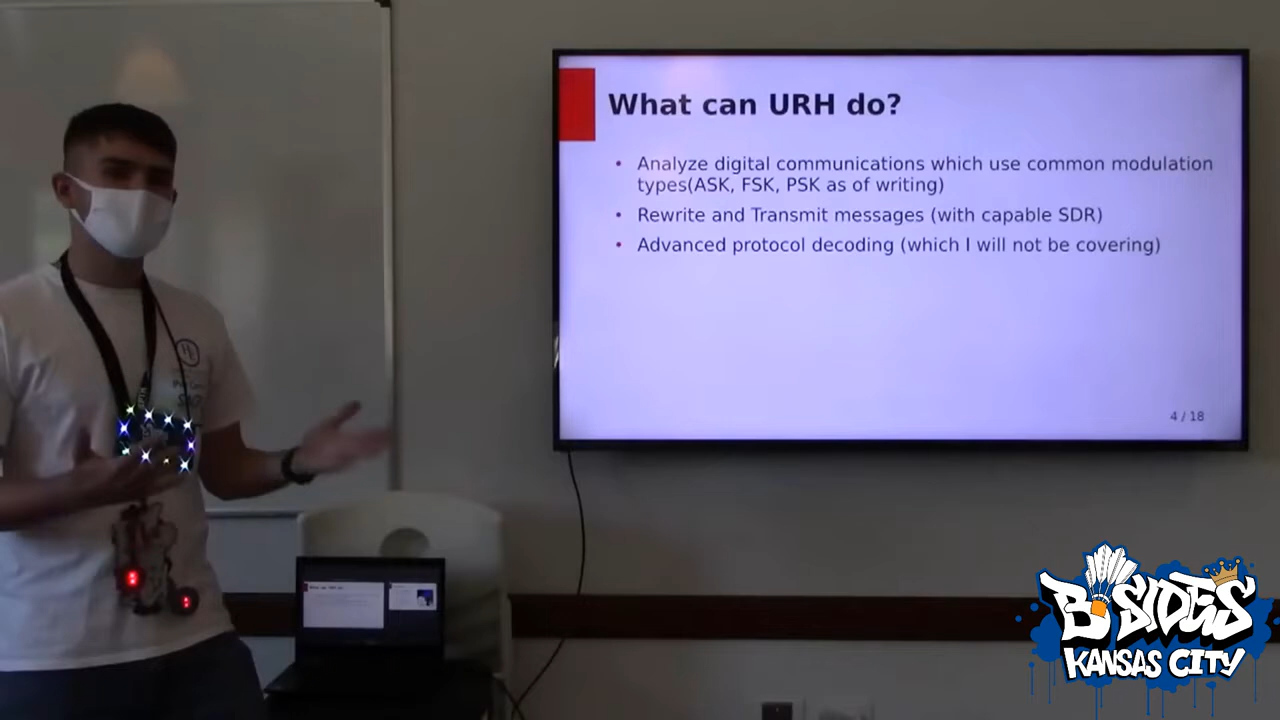 What can URH do?
• Analyze digital communications which use common modulation
types(ASK, FSK, PSK as of writing)
• Rewrite and Transmit messages (with capable SDR)
• Advanced protocol decoding (which I will not be covering)
4 / 18
B SIDES
KANSAS CITY